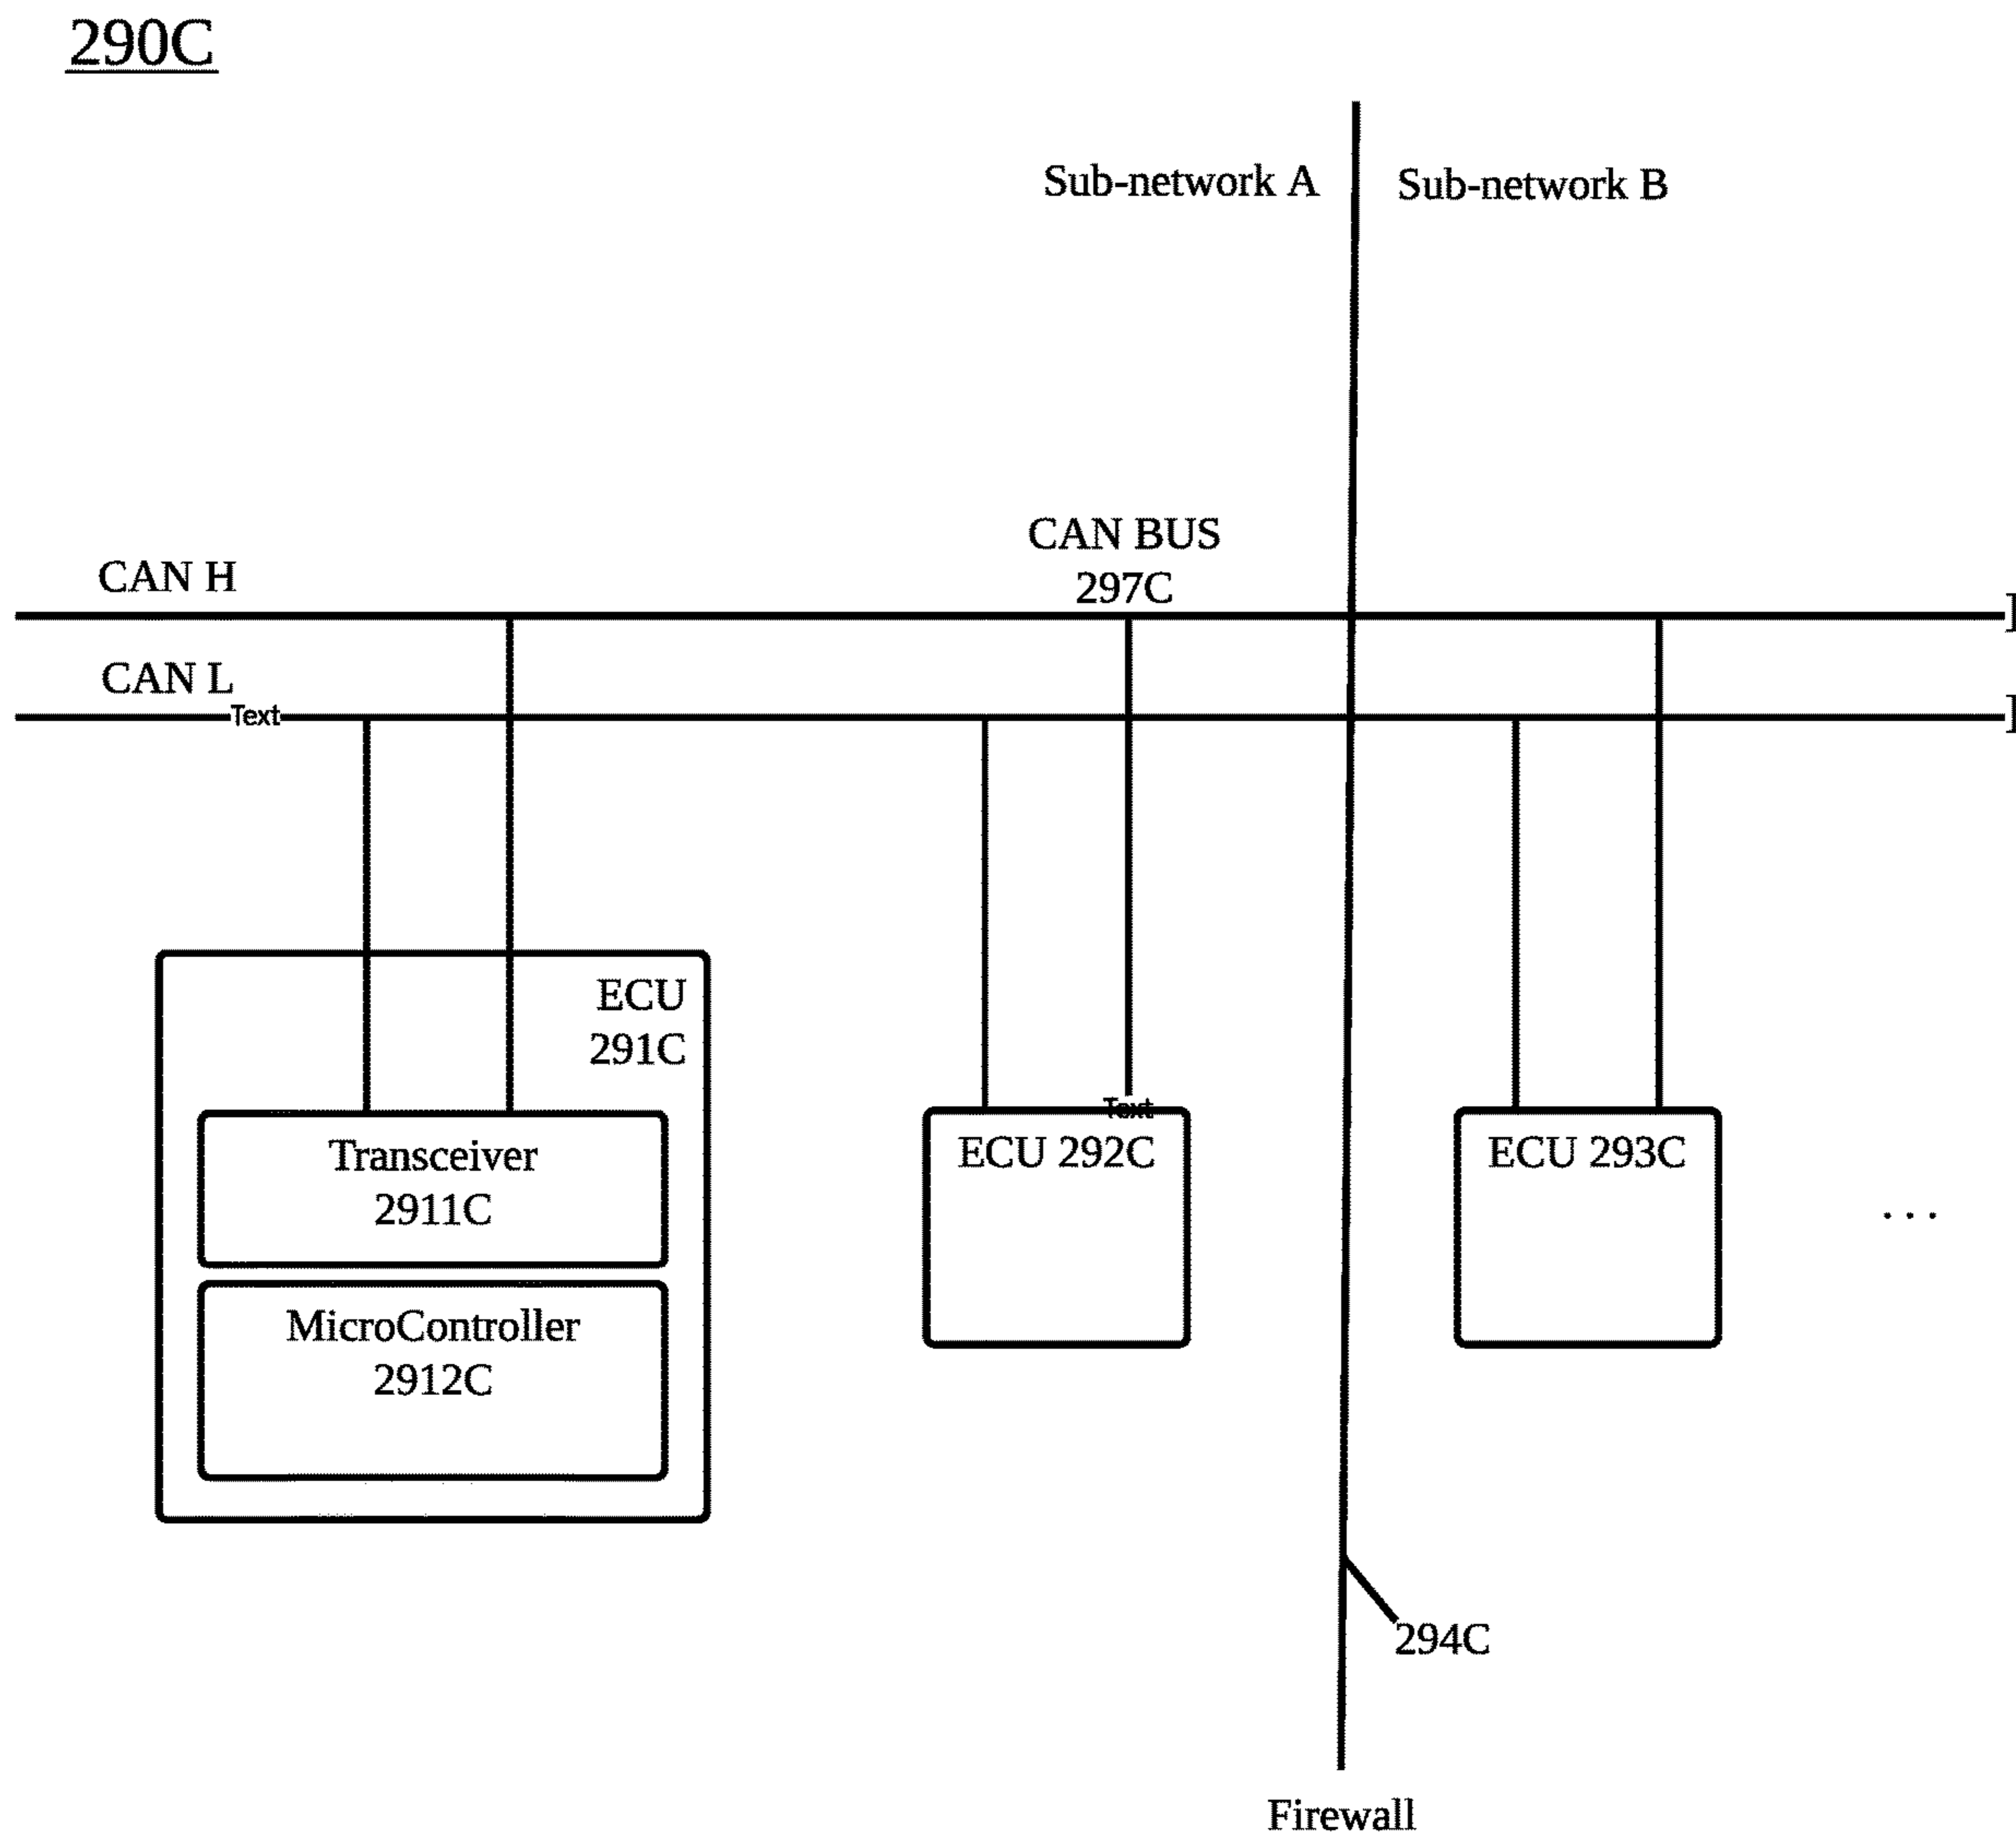 290C
Sub-network A
Sub-network B
CAN BUS
297C
CAN H
CAN L
Text
ECU
291C
Text
Transceiver
2911C
ECU 292C
ECU 293C
...
MicroController
2912C
294C
Firewall